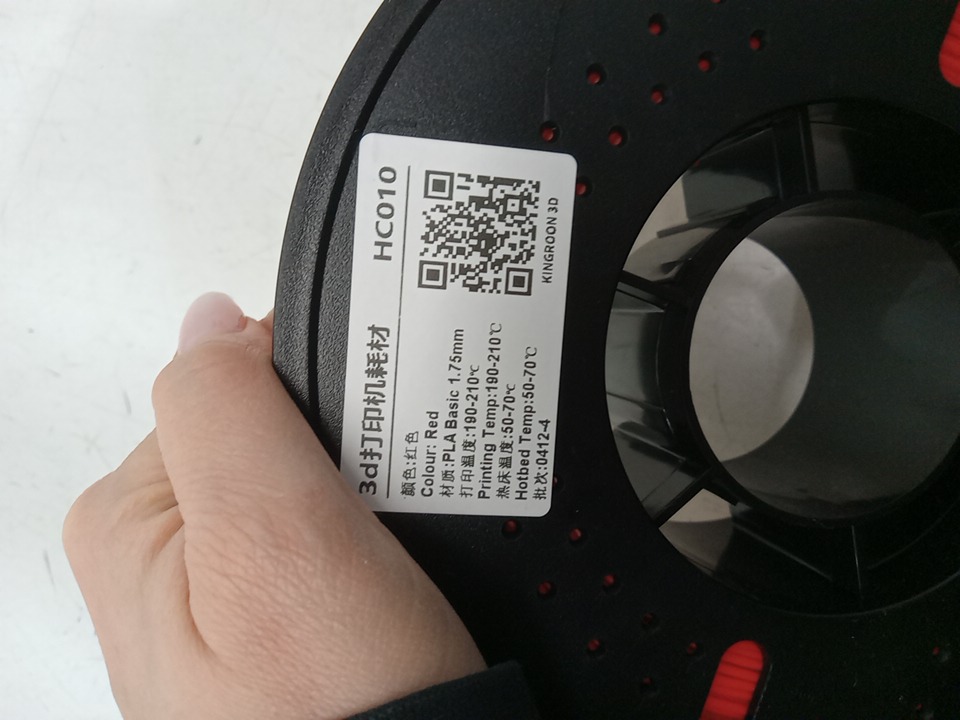 3d打印机耗材 HC010
颜色:红色
Colour: Red
材质:PLA Basic 1.75mm
打印温度:190-210℃
Printing Temp:190-210℃
热床温度:50-70℃
Hotbed Temp:50-70℃
批次:0412-4
KINGROON 3D